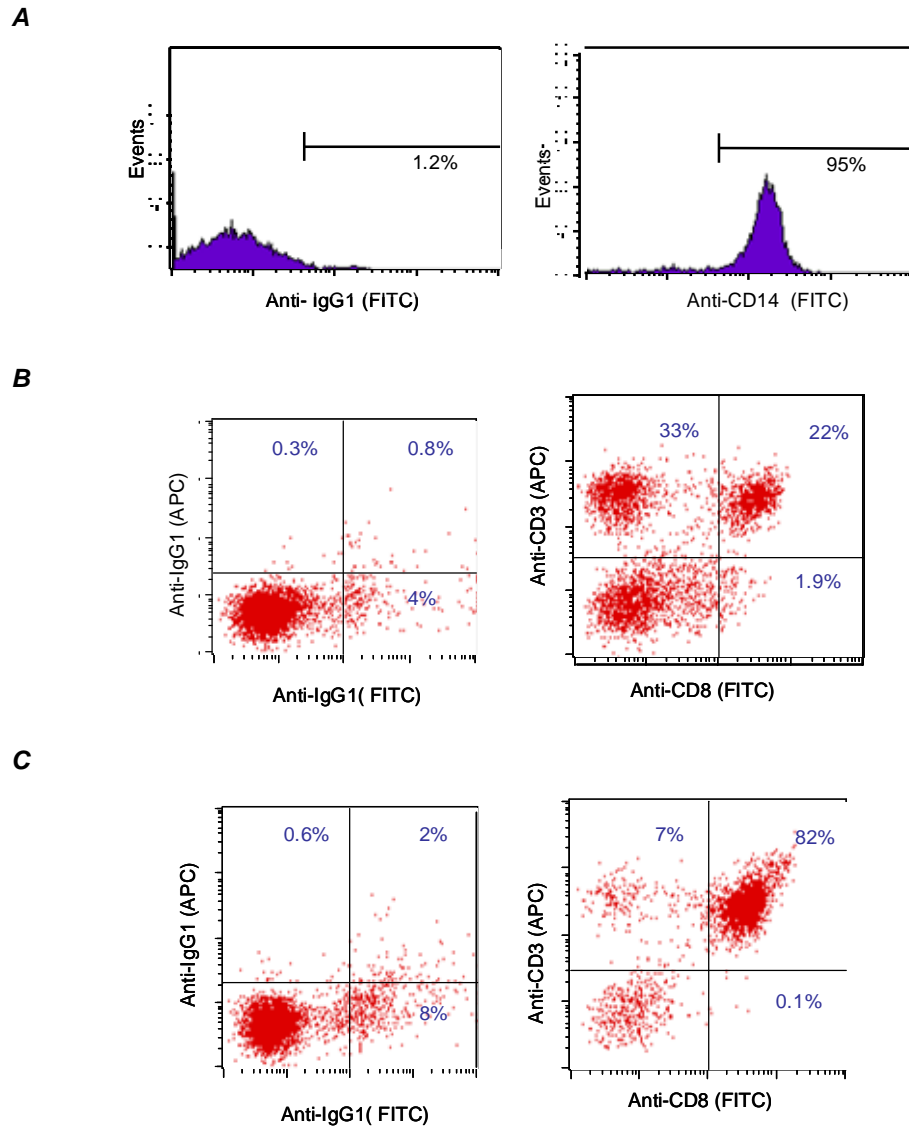 A
Events
1.2%
Anti- IgG1 (FITC)
Events
95%
Anti-CD14 (FITC)
B
Anti-IgG1 (APC)
0.3%
0.8%
4%
Anti-IgG1( FITC)
Anti-CD3 (APC)
33%
22%
1.9%
Anti-CD8 (FITC)
C
Anti-IgG1 (APC)
0.6%
2%
8%
Anti-IgG1( FITC)
Anti-CD3 (APC)
7%
82%
0.1%
Anti-CD8 (FITC)